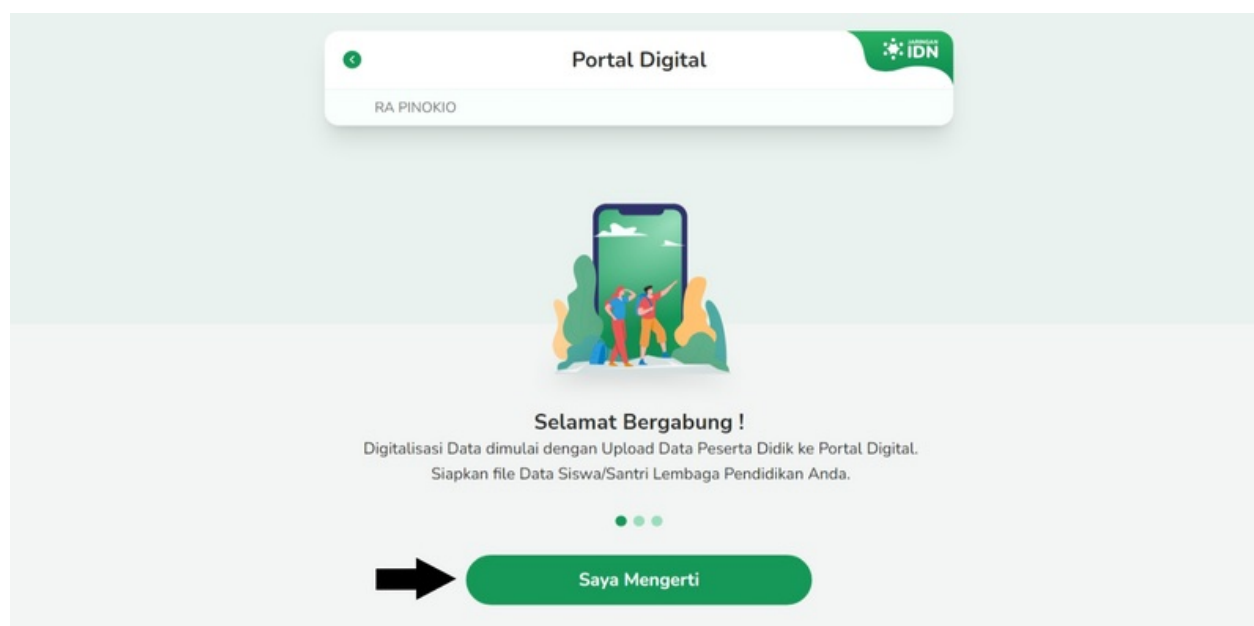 Portal Digital
JARINGAN
IDN
RA PINOKIO
Selamat Bergabung !
Digitalisasi Data dimulai dengan Upload Data Peserta Didik ke Portal Digital.
Siapkan file Data Siswa/Santri Lembaga Pendidikan Anda.
Saya Mengerti